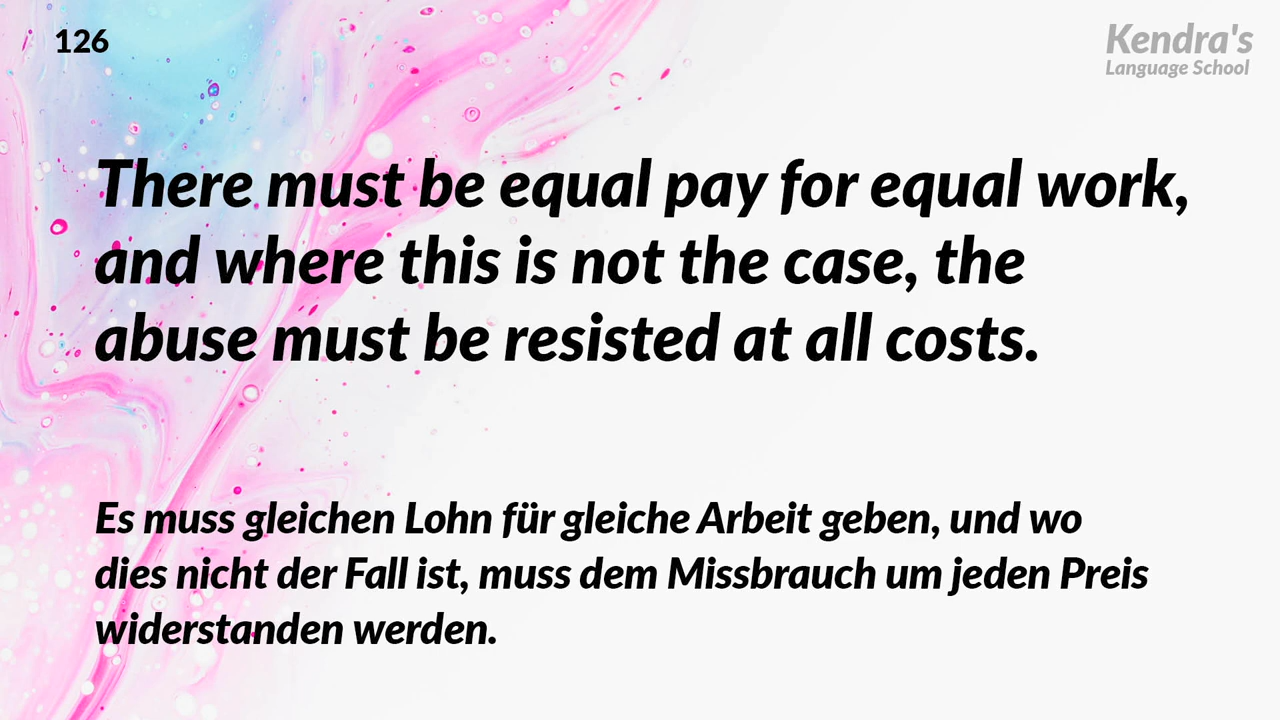 126
Kendra's
Language School
There must be equal pay for equal work,
and where this is not the case, the
abuse must be resisted at all costs.
Es muss gleichen Lohn für gleiche Arbeit geben, und wo
dies nicht der Fall ist, muss dem Missbrauch um jeden Preis
widerstanden werden.